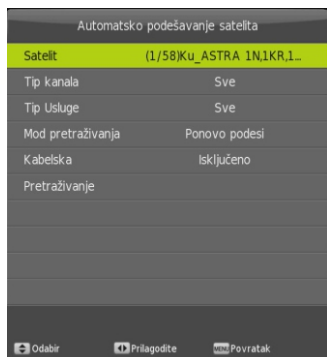 Automatsko podešavanje satelita
Satelit (1/58)Ku_ASTRA 1N,1KR,1...
Tip kanala Sve
Tip Usluge Sve
Mod pretraživanja Ponovo podesi
Kabelska Isključeno
Pretraživanje
Odabir Prilagodite MENU Povratak